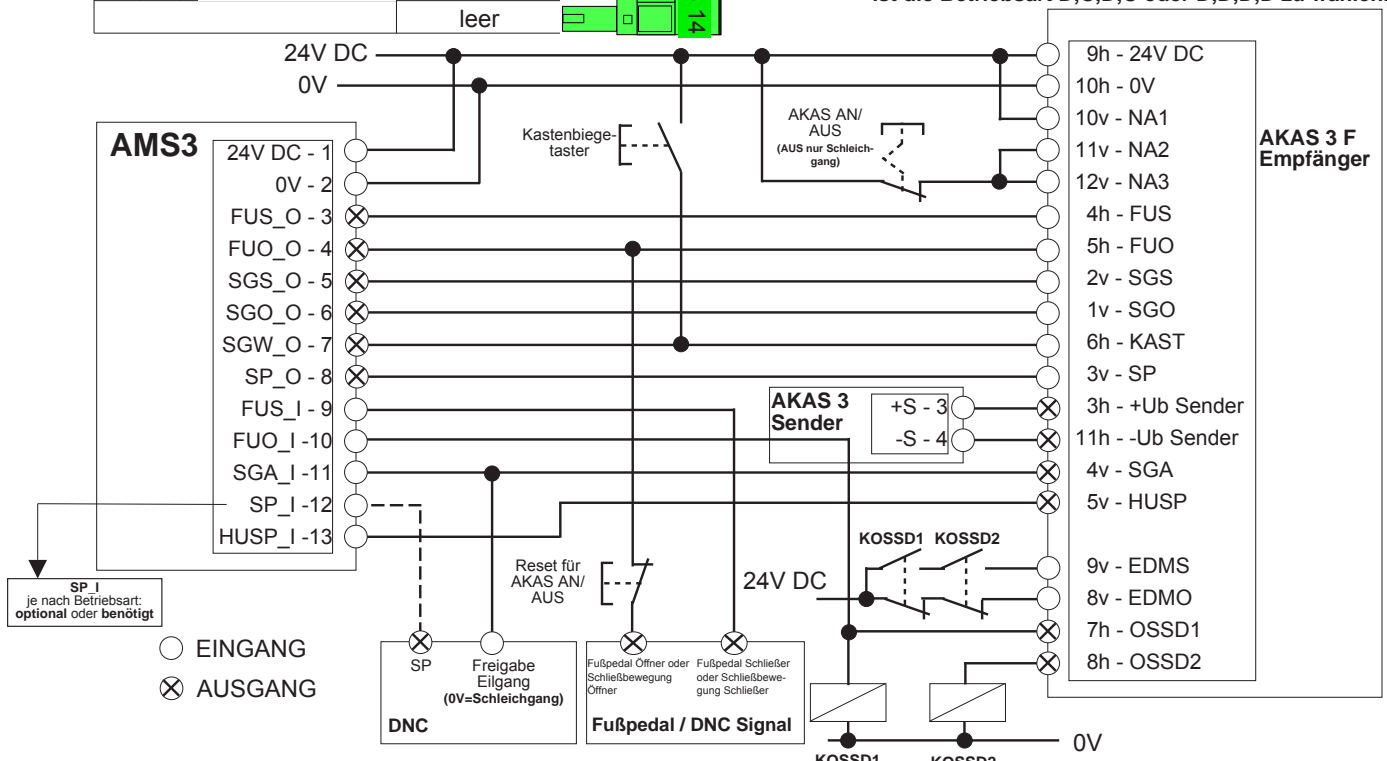 leer
14
24V DC
0V
AMS3
24V DC - 1
0V - 2
FUS_O - 3
FUO_O - 4
SGS_O - 5
SGO_O - 6
SGW_O - 7
SP_O - 8
FUS_I - 9
FUO_I -10
SGA_I -11
SP_I -12
HUSP_I -13
SP_I
je nach Betriebsart:
optional oder benötigt
EINGANG
AUSGANG
Kastenbiege-
taster
AKAS AN/
AUS
(AUS nur Schleich-
gang)
AKAS 3
Sender
+S - 3
-S - 4
Reset für
AKAS AN/
AUS
24V DC
KOSSD1 KOSSD2
SP
Freigabe
Eilgang
(0V=Schleichgang)
DNC
Fußpedal Öffner oder
Schließbewegung
Öffner
Fußpedal Schließer
oder Schließbewe-
gung Schließer
Fußpedal / DNC Signal
9h - 24V DC
10h - 0V
10v - NA1
11v - NA2
12v - NA3
4h - FUS
5h - FUO
2v - SGS
1v - SGO
6h - KAST
3v - SP
3h - +Ub Sender
11h - -Ub Sender
4v - SGA
5v - HUSP
9v - EDMS
8v - EDMO
7h - OSSD1
8h - OSSD2
AKAS 3 F
Empfänger
0V
KOSSD1 KOSSD2